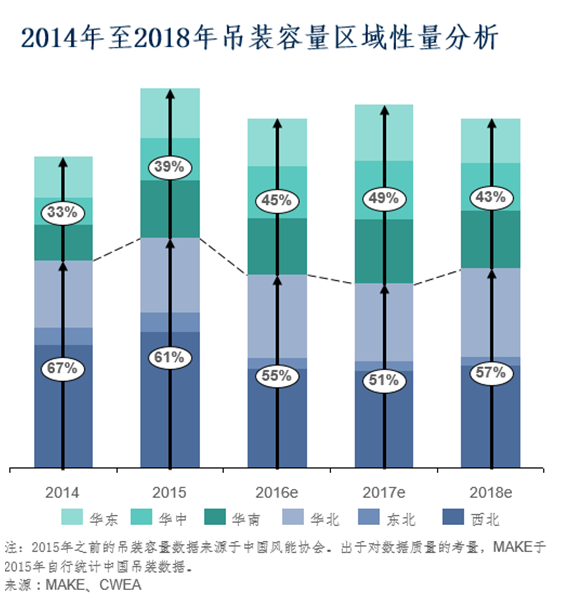 2014年至2018年吊装容量区域性量分析
33%
39%
45%
49%
43%
67%
61%
55%
51%
57%
2014
2015
2016e
2017e
2018e
华东
华中
华南
华北
东北
西北
注：2015年之前的吊装容量数据来源于中国风能协会。出于对数据质量的考量，MAKE于
2015年自行统计中国吊装数据。
来源：MAKE、CWEA